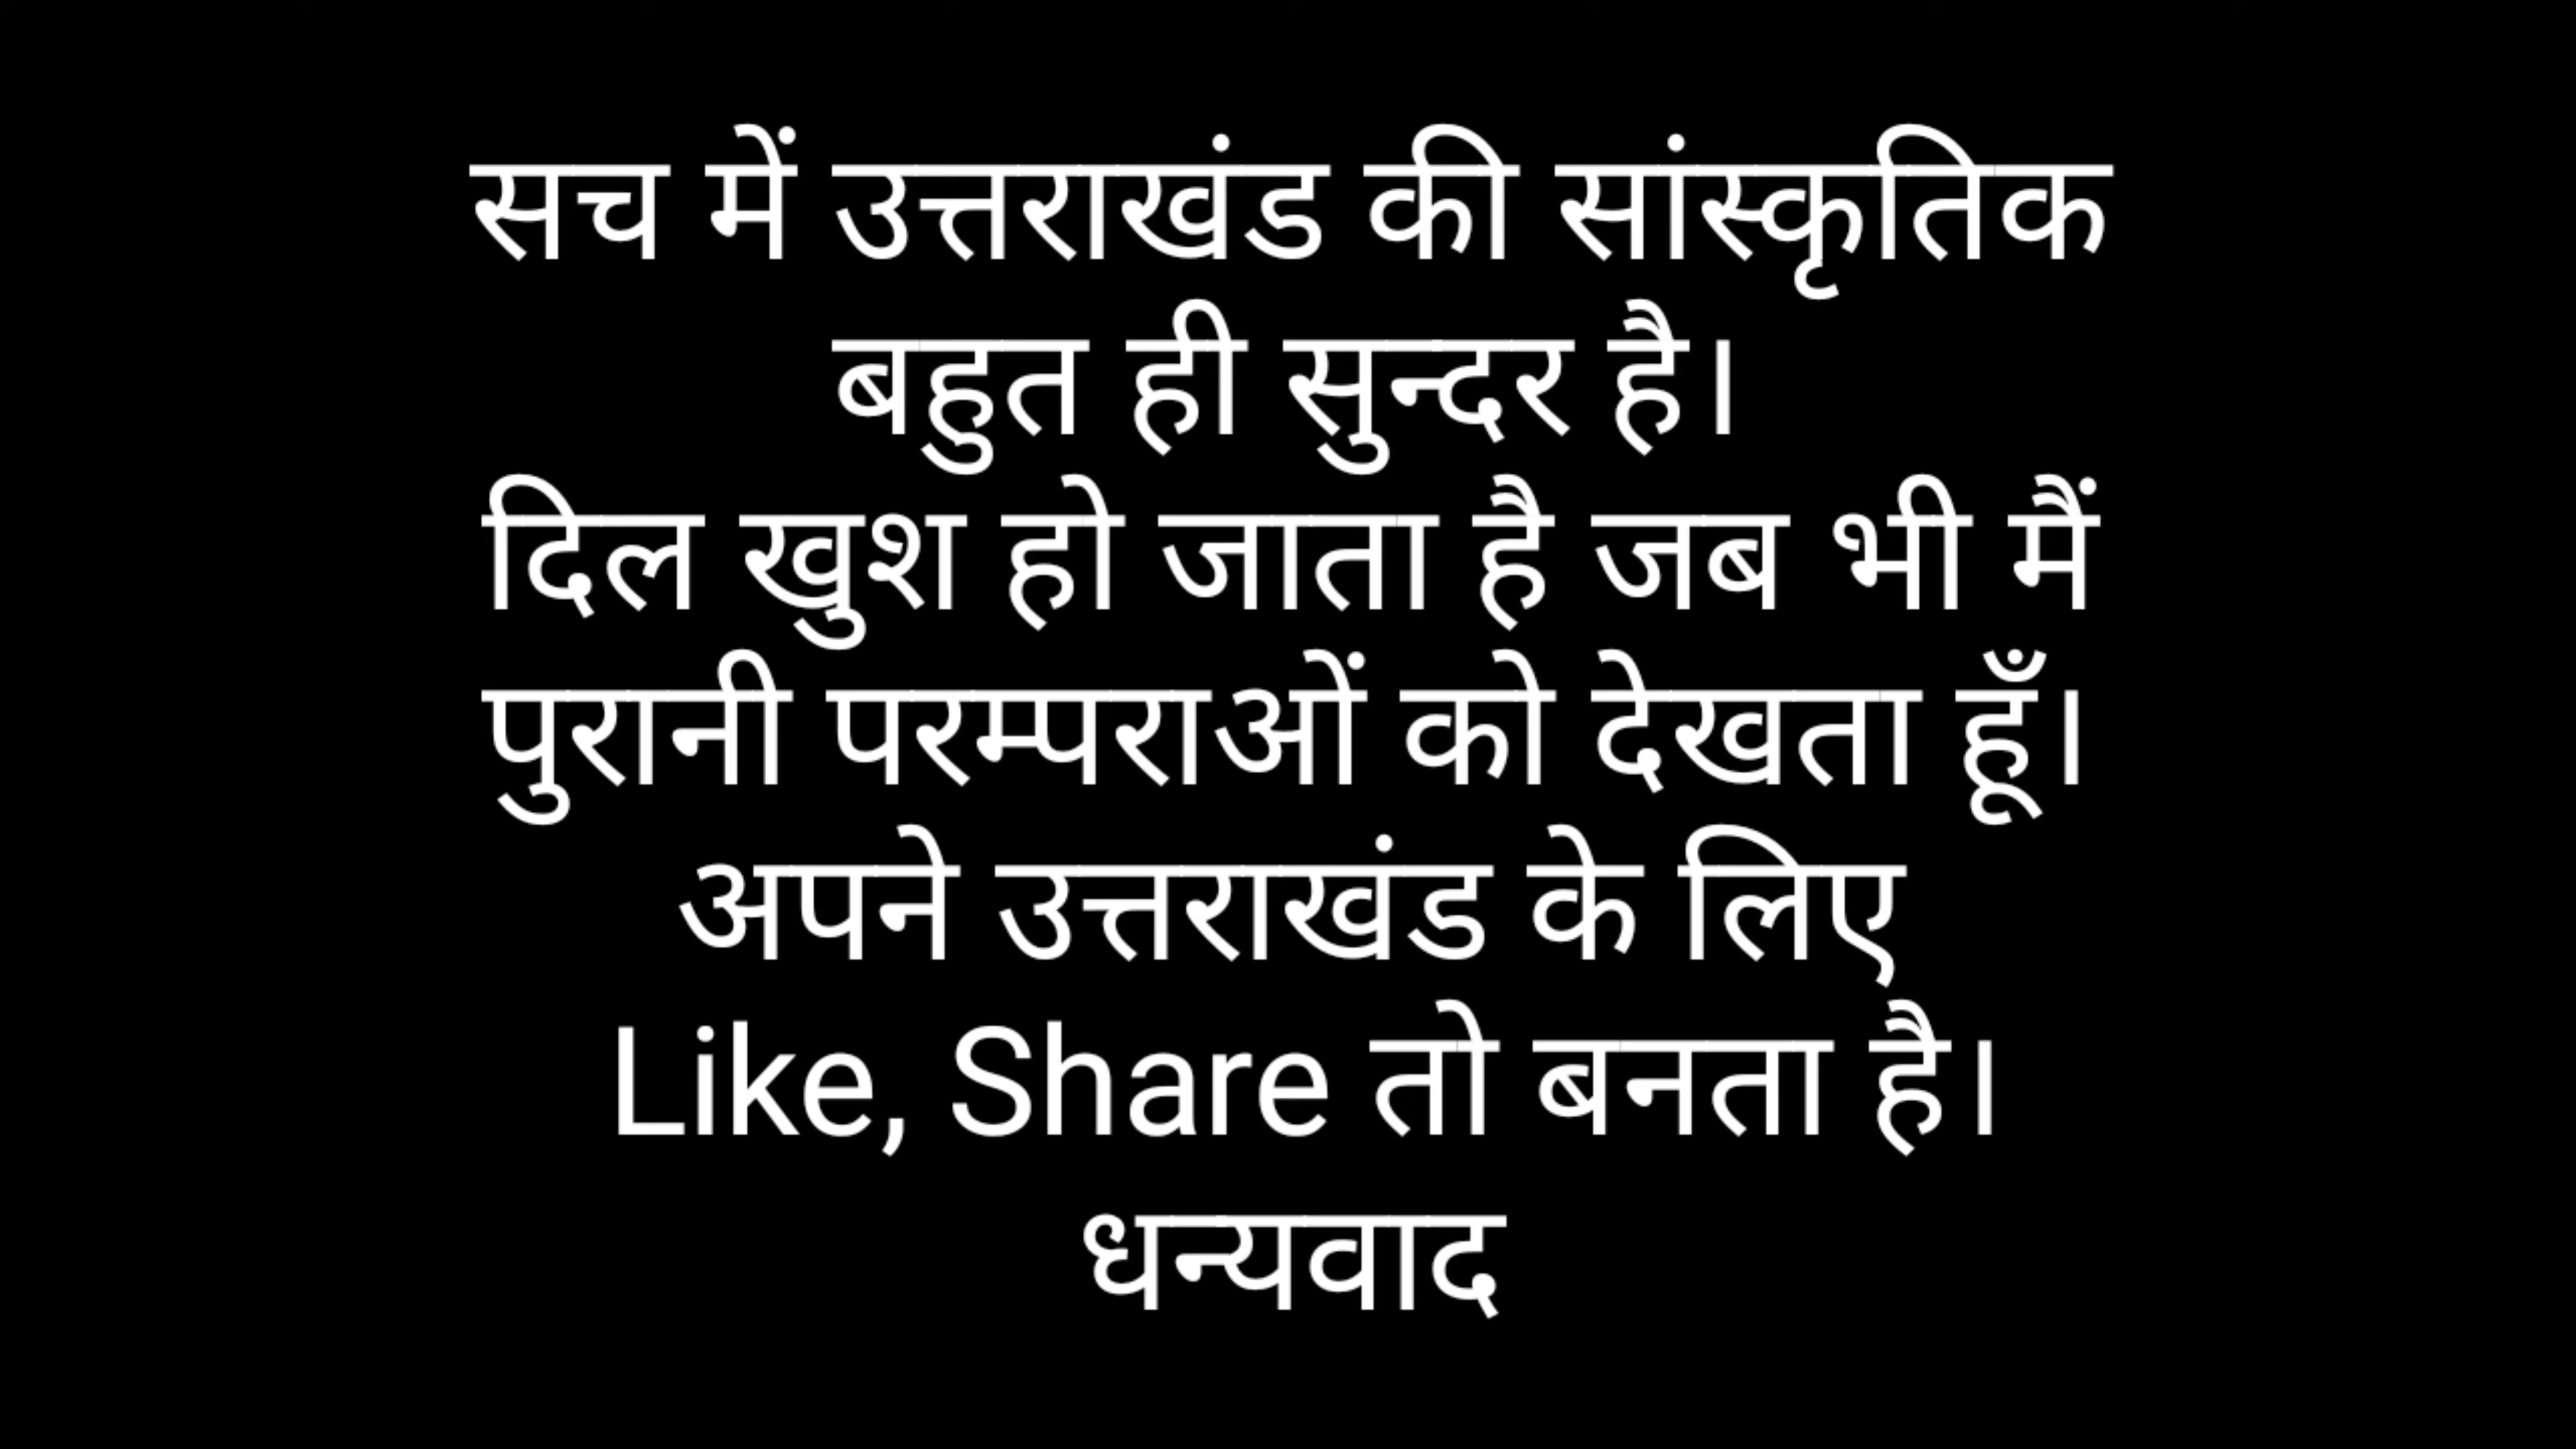 सच में उत्तराखंड की सांस्कृतिक
बहुत ही सुन्दर है।
दिल खुश हो जाता है जब भी मैं
पुरानी परम्पराओं को देखता हूँ।
अपने उत्तराखंड के लिए
Like, Share तो बनता है।
धन्यवाद